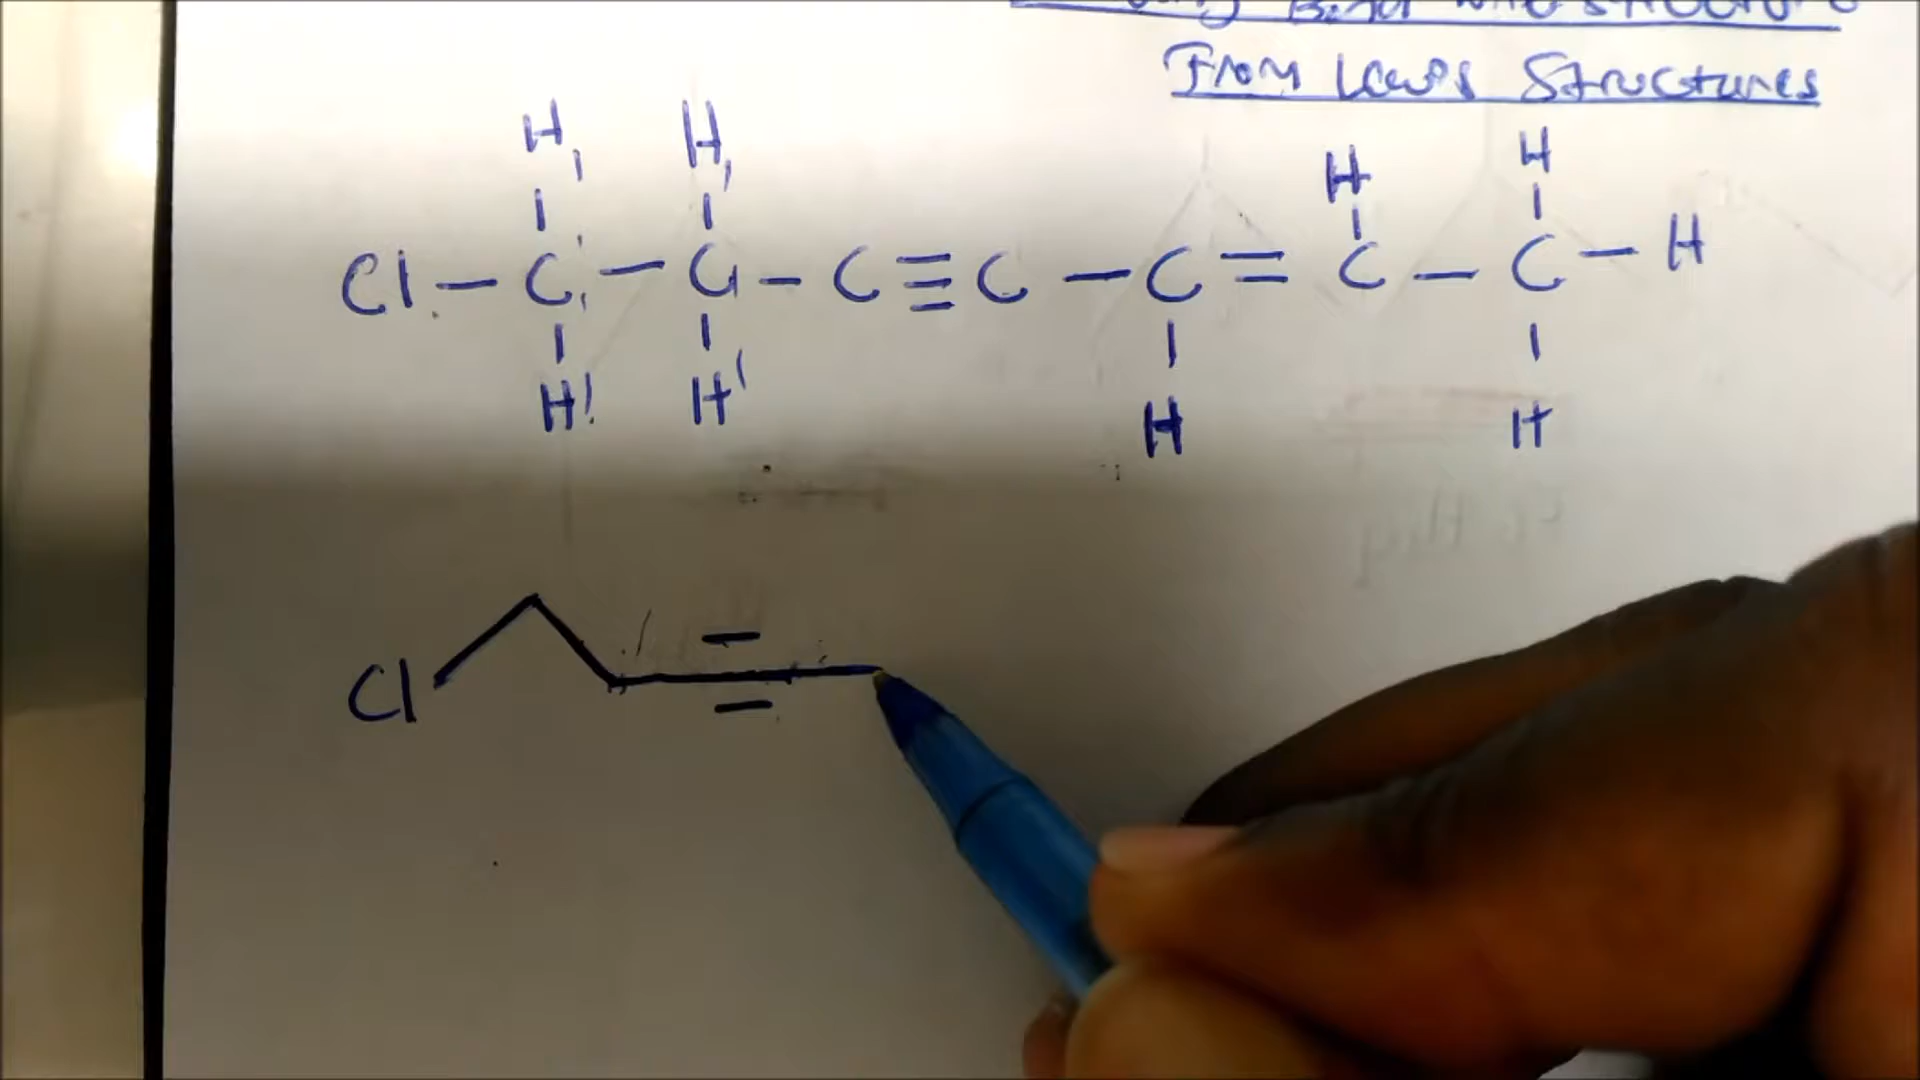 From Lewis Structures
H H H H
Cl - C - C - C ≡ C - C = C - C - H
H H H H
Cl